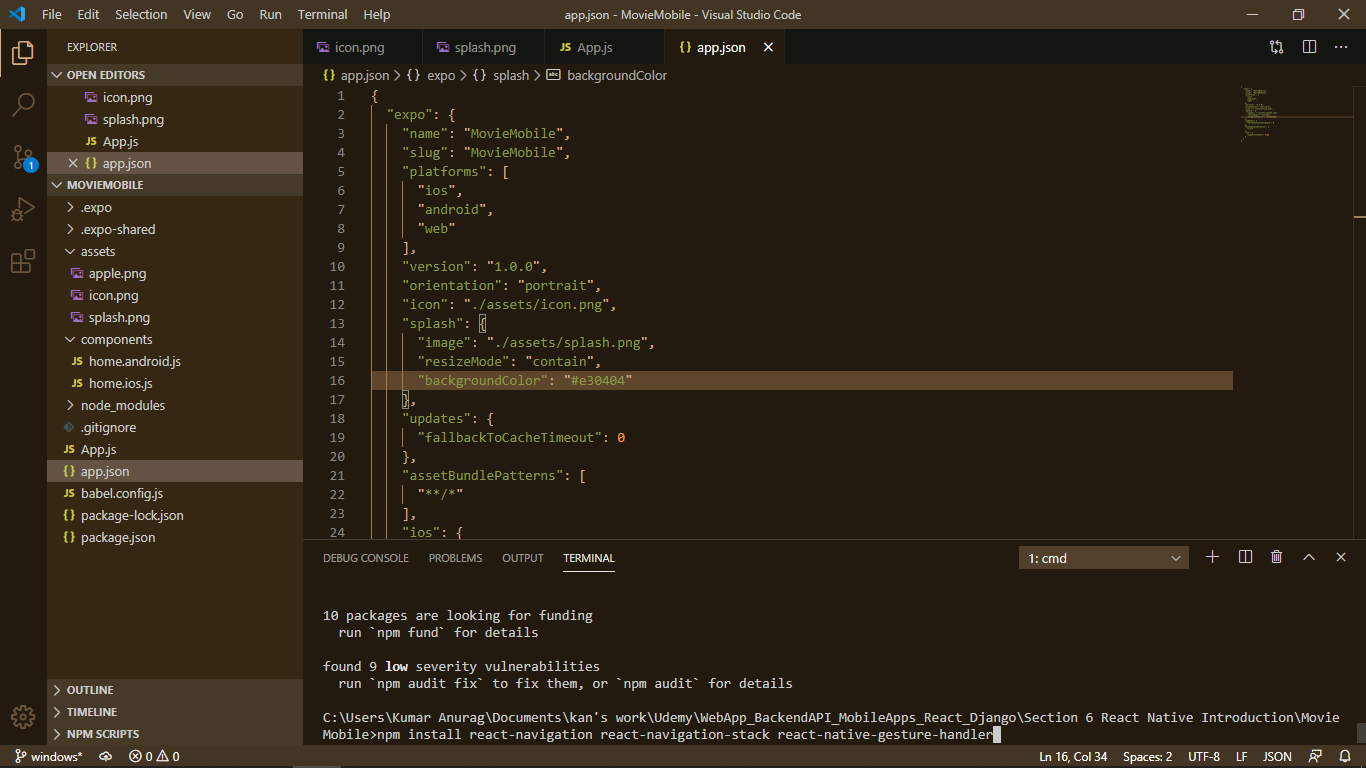 File Edit Selection View Go Run Terminal Help
app.json - MovieMobile - Visual Studio Code
EXPLORER
OPEN EDITORS
icon.png
splash.png
JS App.js
{} app.json
MOVIEMOBILE
.expo
.expo-shared
assets
apple.png
icon.png
splash.png
components
JS home.android.js
JS home.ios.js
node_modules
.gitignore
JS App.js
{} app.json
JS babel.config.js
{} package-lock.json
{} package.json
OUTLINE
TIMELINE
NPM SCRIPTS
1
icon.png splash.png JS App.js {} app.json
{} app.json > {} expo > {} splash > abc backgroundColor
1 {
2 "expo": {
3 "name": "MovieMobile",
4 "slug": "MovieMobile",
5 "platforms": [
6 "ios",
7 "android",
8 "web"
9 ],
10 "version": "1.0.0",
11 "orientation": "portrait",
12 "icon": "./assets/icon.png",
13 "splash": {
14 "image": "./assets/splash.png",
15 "resizeMode": "contain",
16 "backgroundColor": "#e30404"
17 },
18 "updates": {
19 "fallbackToCacheTimeout": 0
20 },
21 "assetBundlePatterns": [
22 "**/*"
23 ],
24 "ios": {
DEBUG CONSOLE PROBLEMS OUTPUT TERMINAL
1: cmd
10 packages are looking for funding
run `npm fund` for details
found 9 low severity vulnerabilities
run `npm audit fix` to fix them, or `npm audit` for details
C:\Users\Kumar Anurag\Documents\kan's work\Udemy\WebApp_BackendAPI_MobileApps_React_Django\Section 6 React Native Introduction\Movie
Mobile>npm install react-navigation react-navigation-stack react-native-gesture-handler
windows* 0 0 Ln 16, Col 34 Spaces: 2 UTF-8 LF JSON